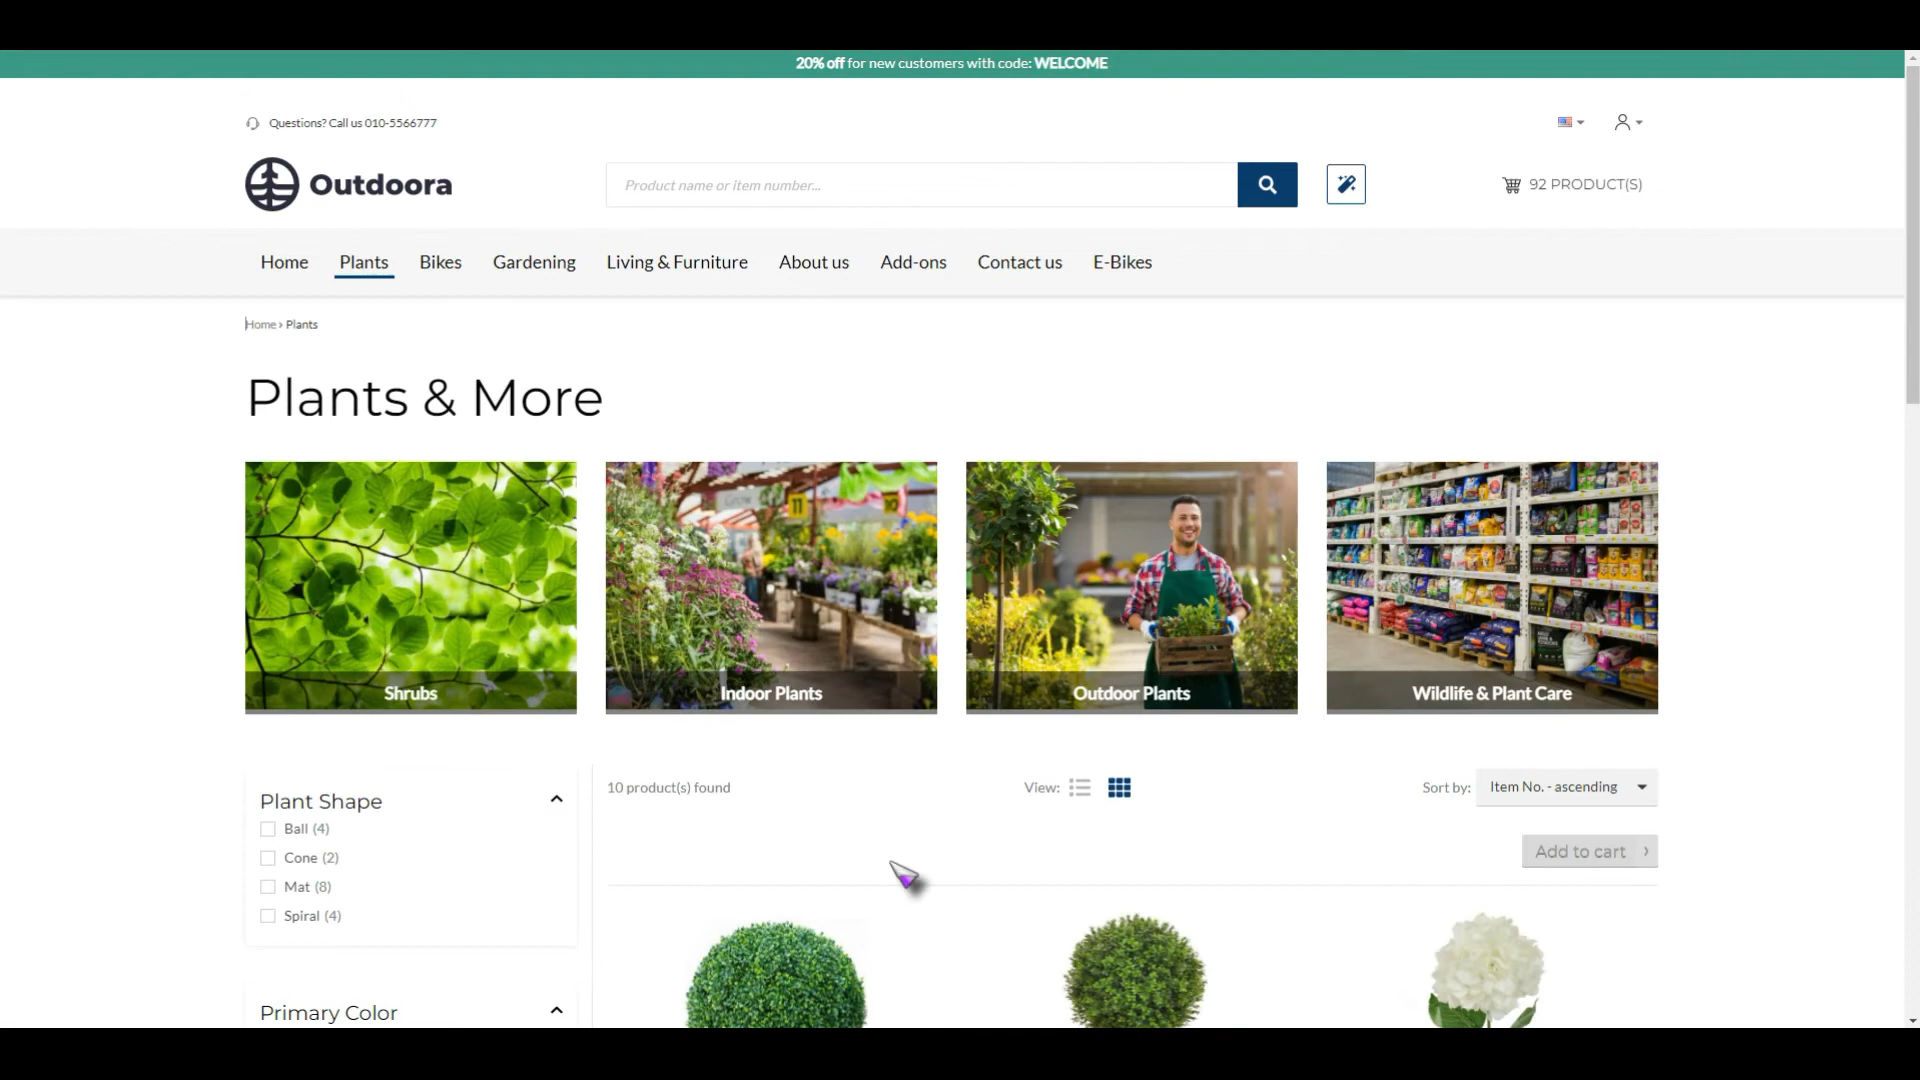 20% off for new customers with code: WELCOME
Questions? Call us 010-5566777
Outdoora
Product name or item number...
92 PRODUCT(S)
Home Plants Bikes Gardening Living & Furniture About us Add-ons Contact us E-Bikes
Home › Plants
Plants & More
Shrubs
Indoor Plants
Outdoor Plants
Wildlife & Plant Care
Plant Shape
Ball (4)
Cone (2)
Mat (8)
Spiral (4)
Primary Color
10 product(s) found
View:
Sort by: Item No. - ascending
Add to cart ›